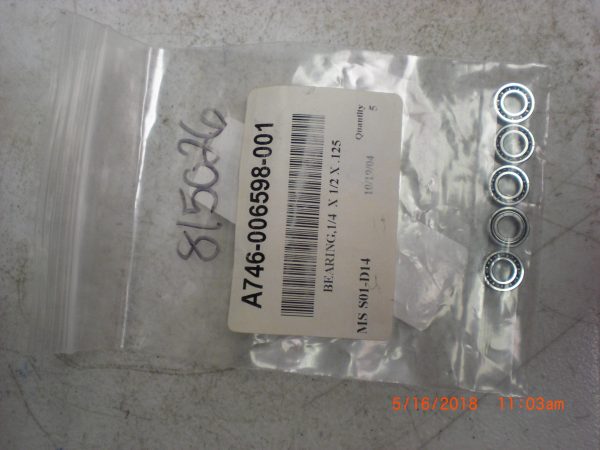 815026
A746-006598-001
BEARING,1/4 X 1/2 X .125
Quantity
MS S01-D14
10/19/04
5
5/16/2018 11:03am